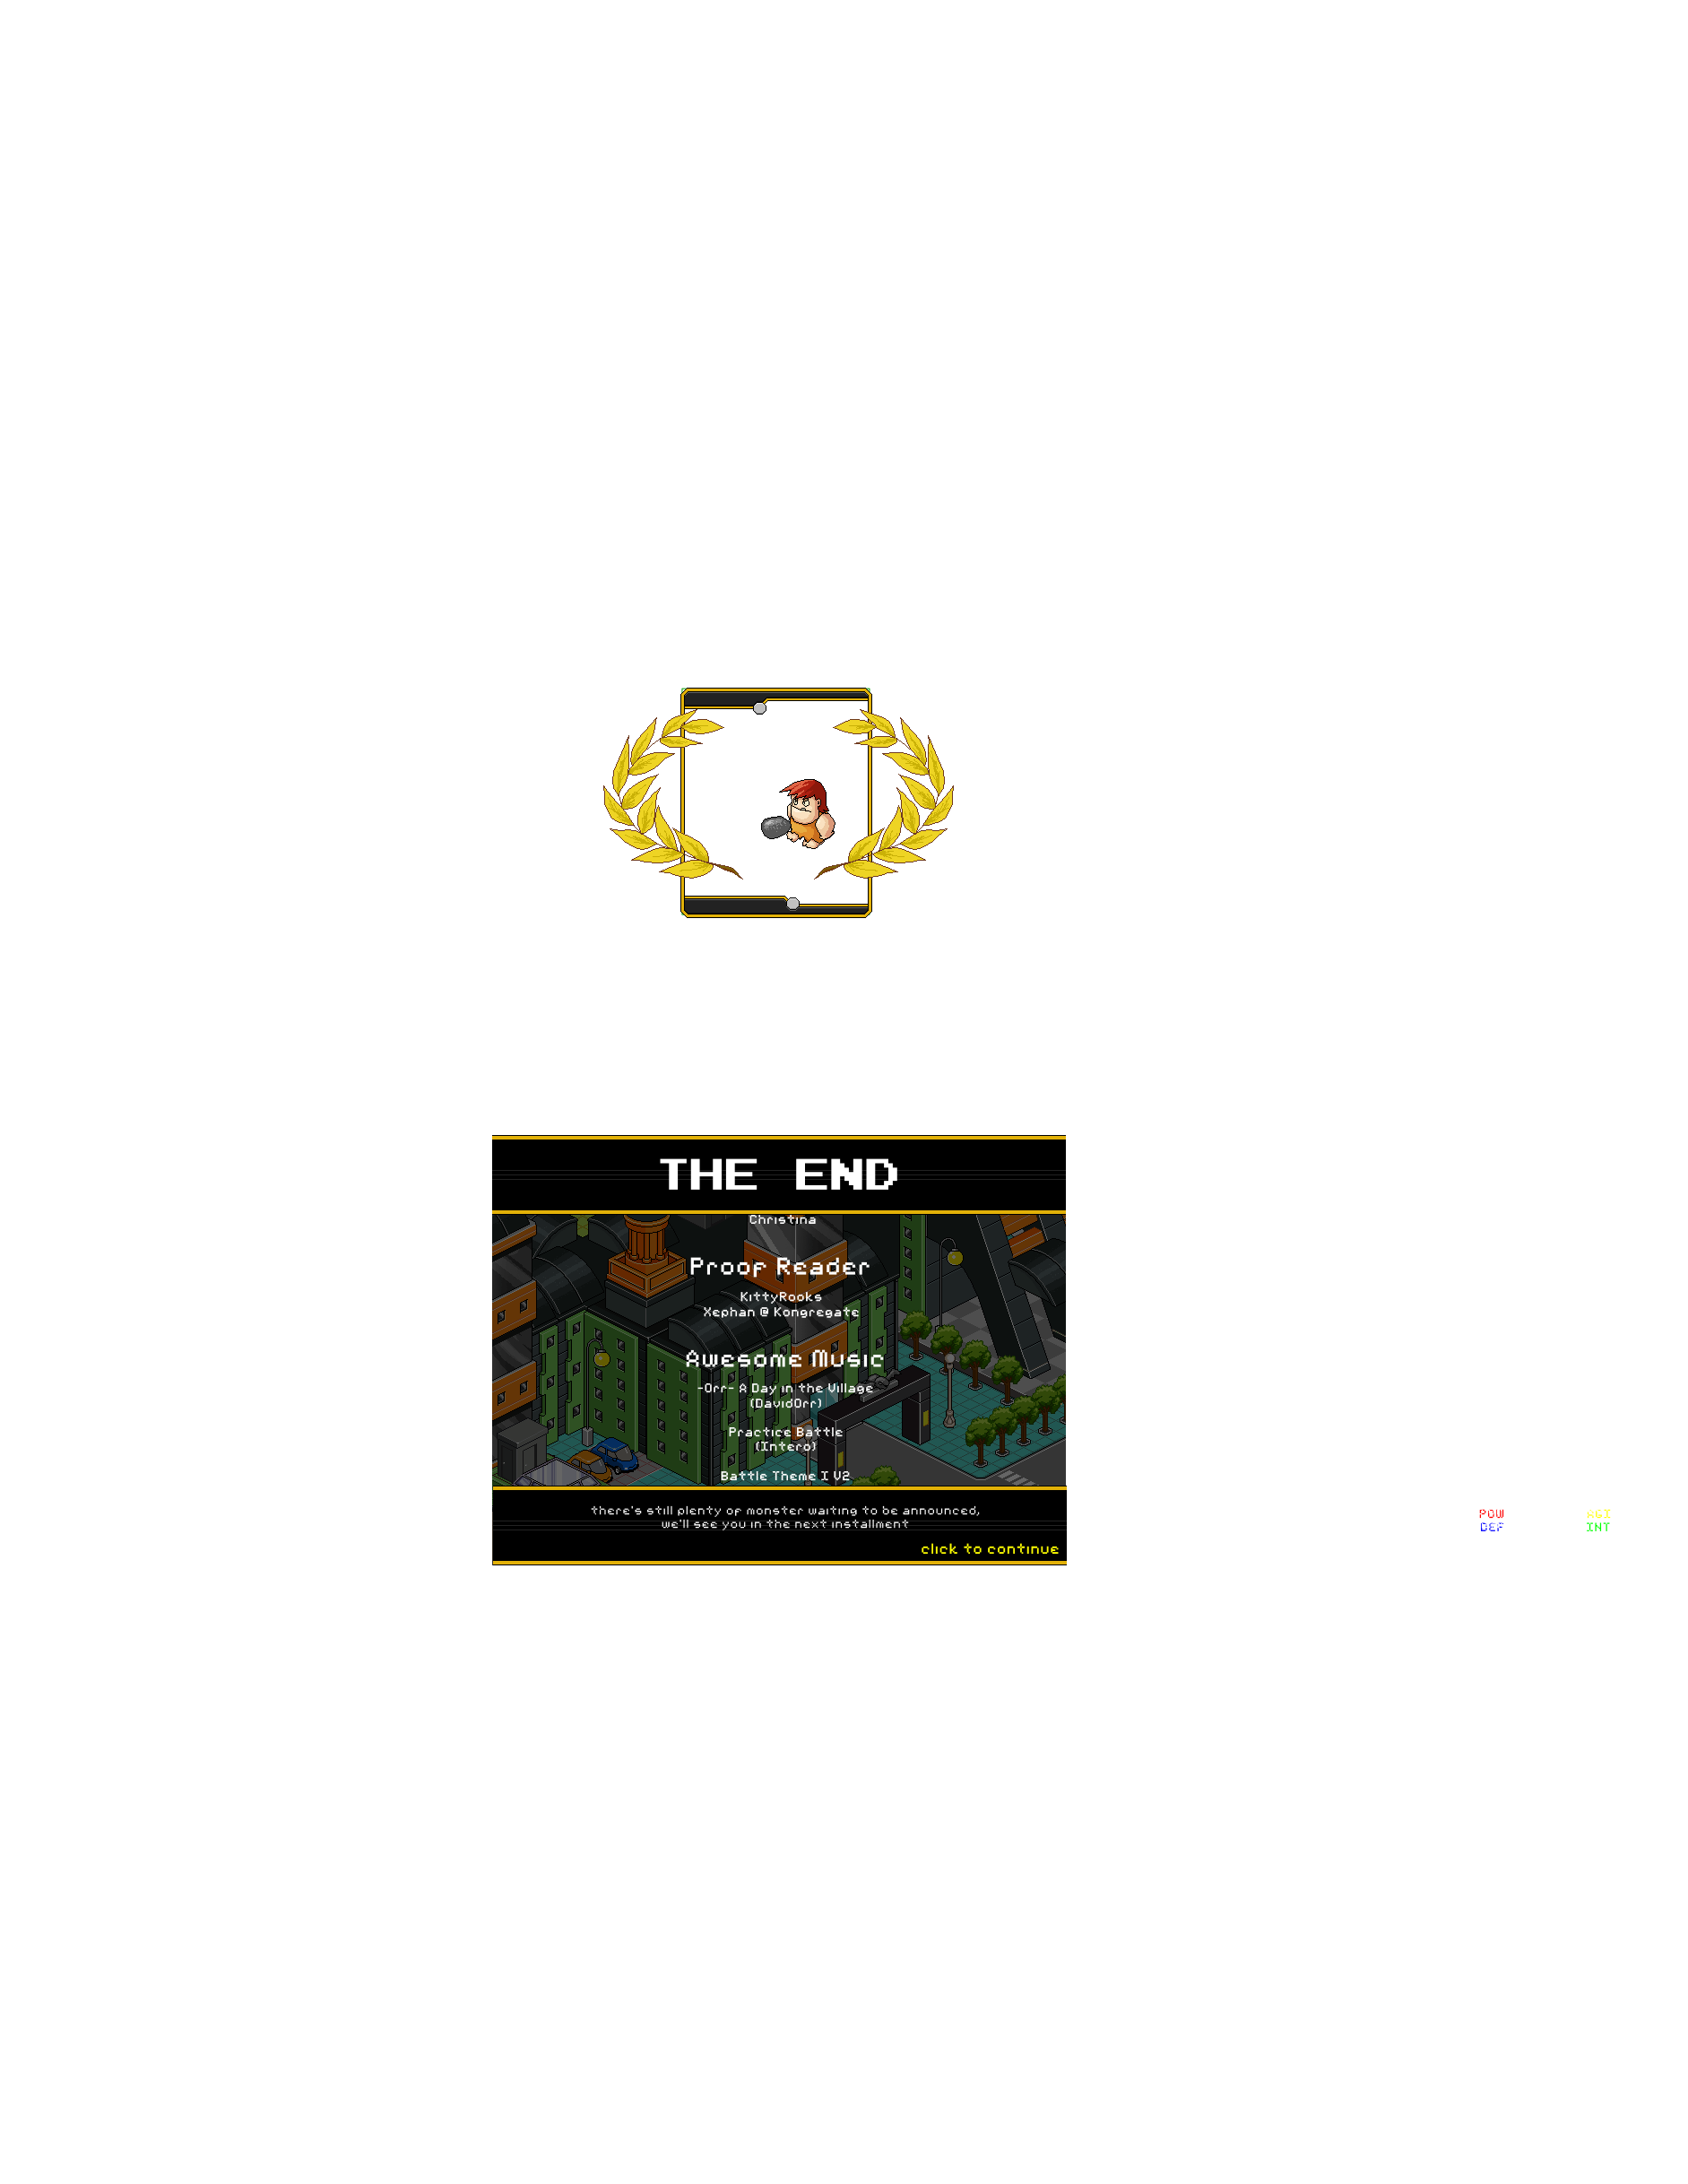 THE END
Christina
Proof Reader
KittyRooks
Xephan @ Kongregate
Awesome Music
-Orr- A Day in the Village
(DavidOrr)
Practice Battle
(Intero)
Battle Theme I V2
there's still plenty of monster waiting to be announced,
we'll see you in the next installment
click to continue
POW AGI
DEF INT